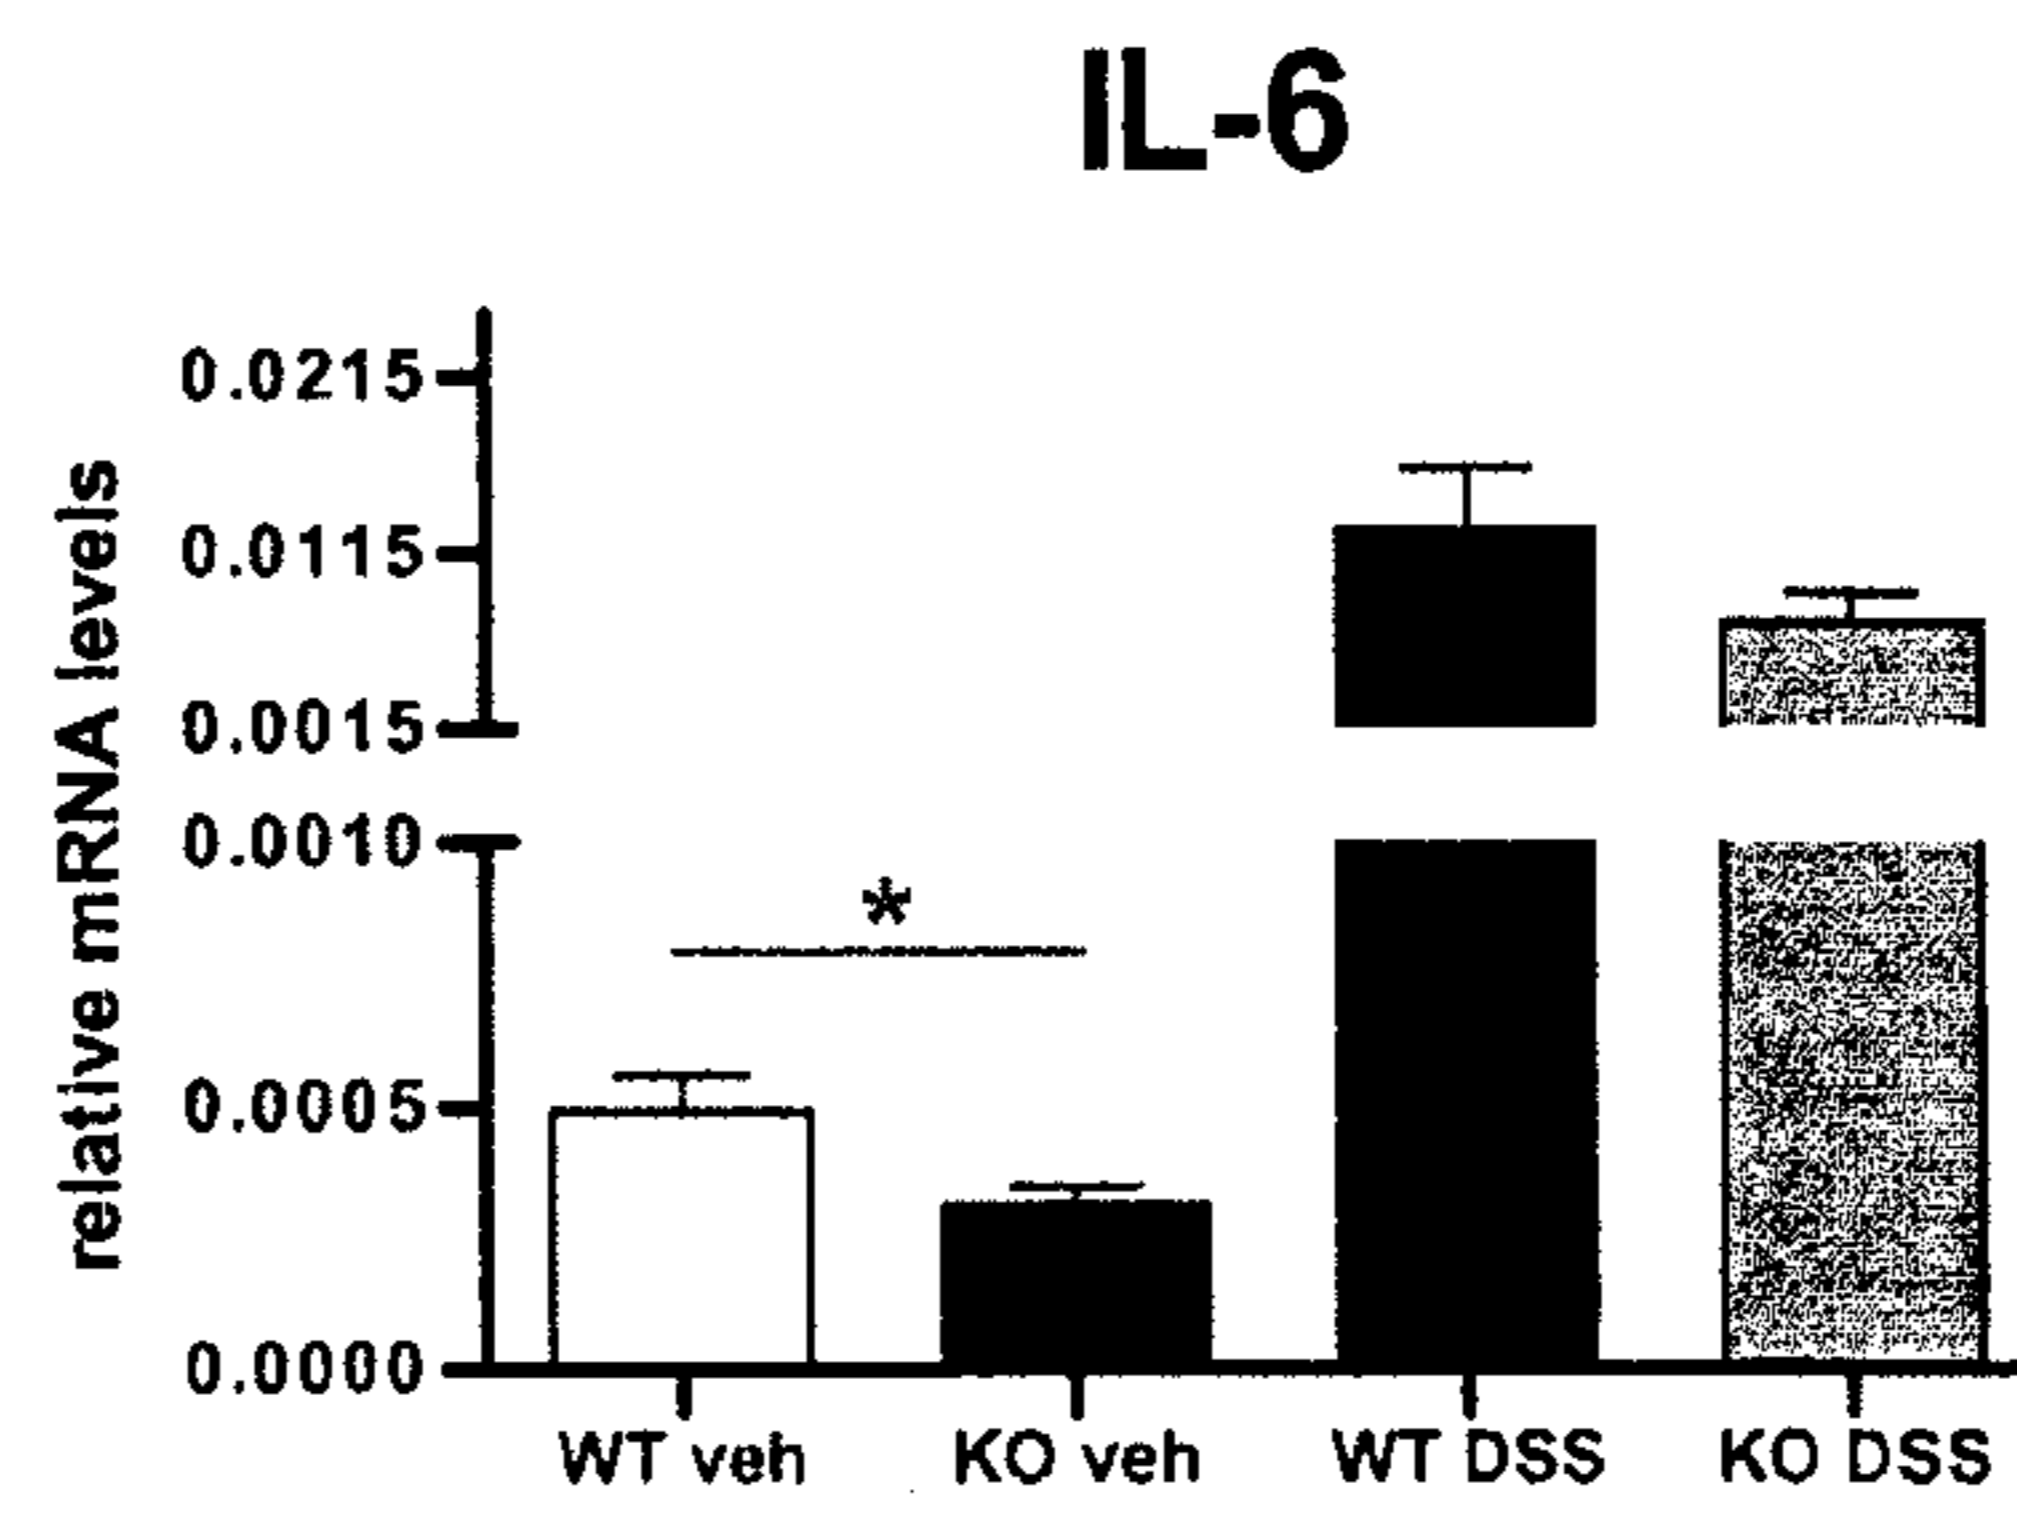 IL-6
relative mRNA levels
0.0215
0.0115
0.0015
0.0010
0.0005
0.0000
*
WT veh
KO veh
WT DSS
KO DSS